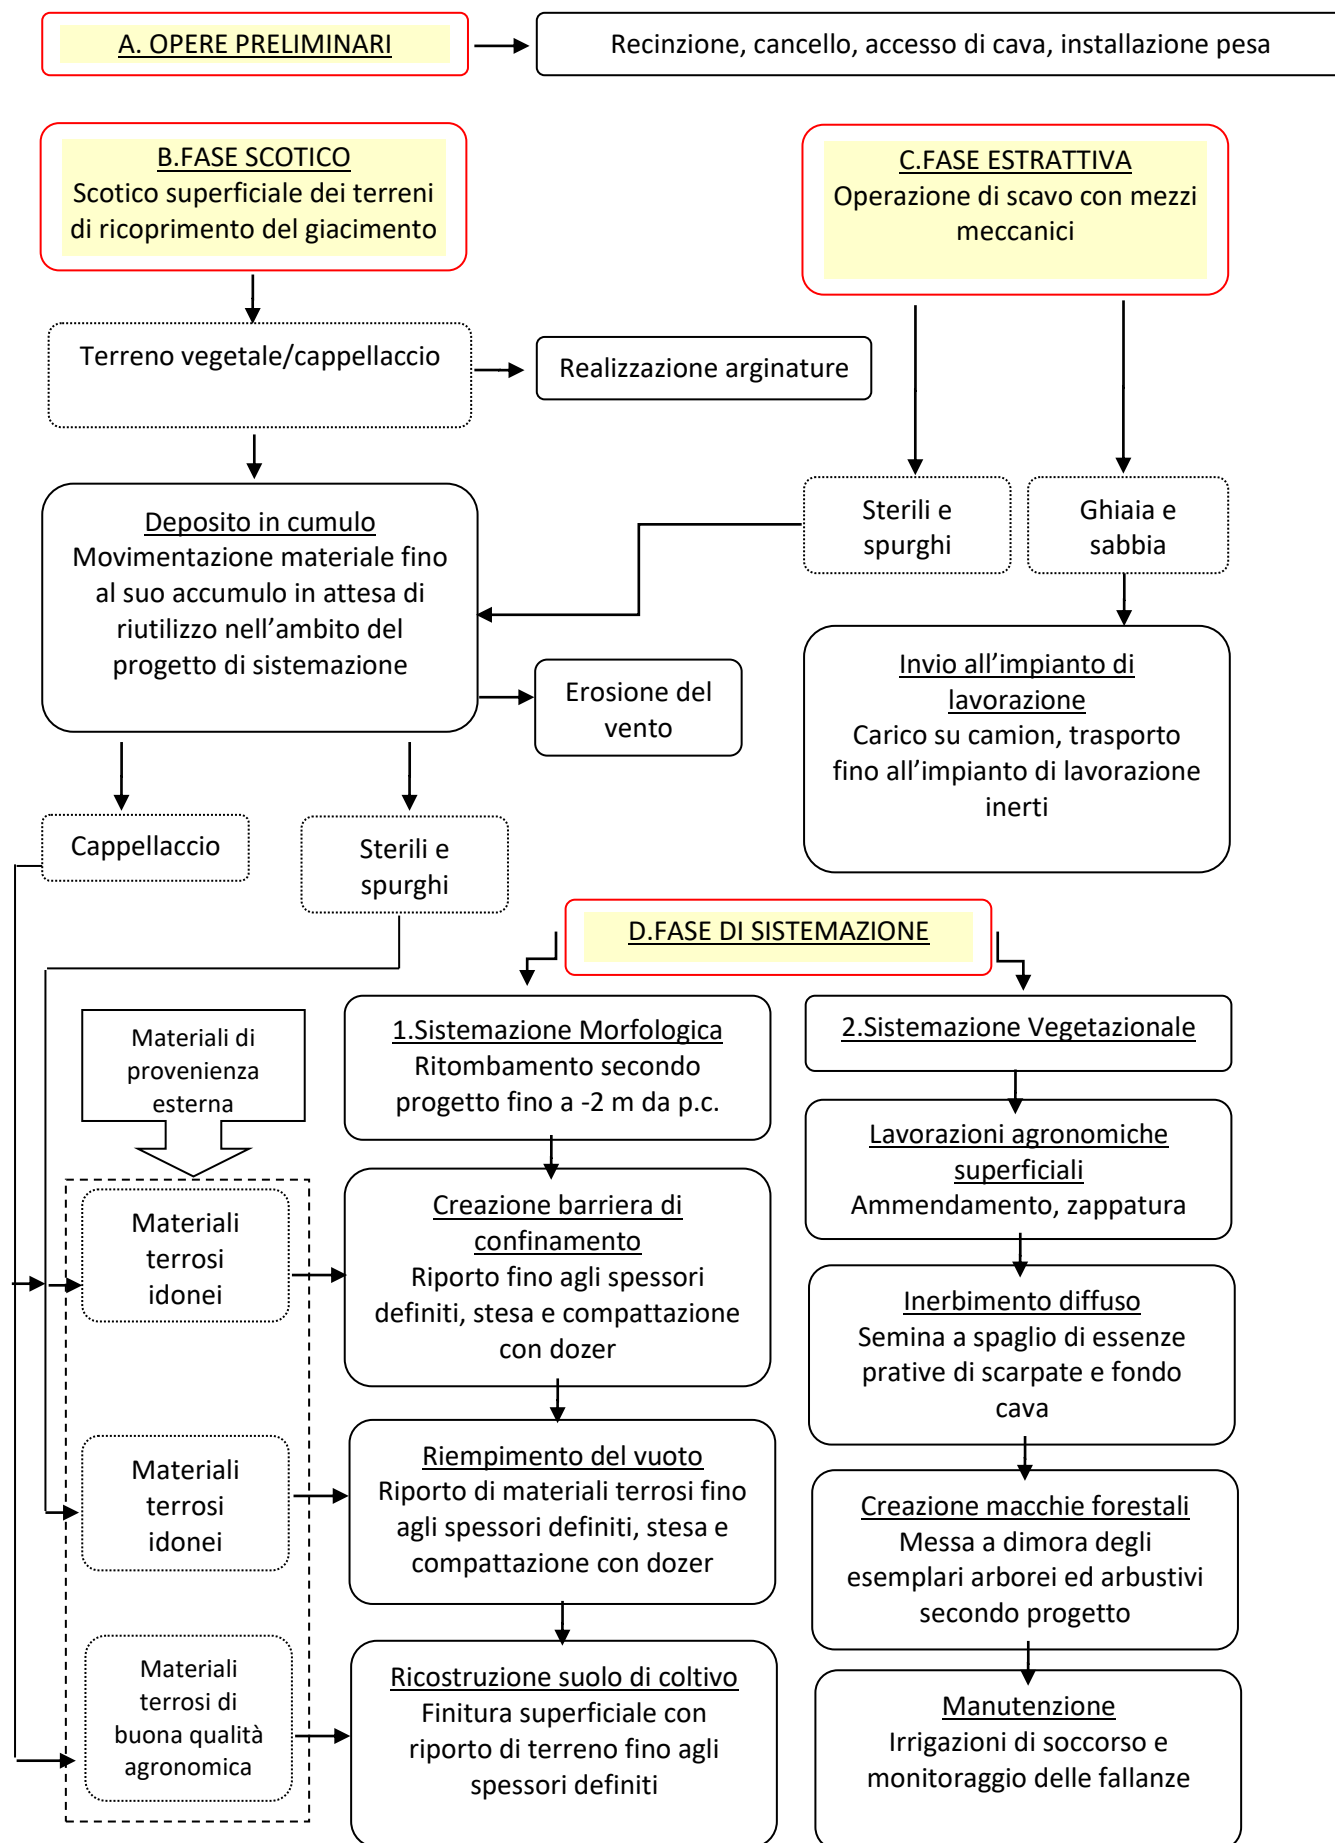 A. OPERE PRELIMINARI
Recinzione, cancello, accesso di cava, installazione pesa
B.FASE SCOTICO
Scotico superficiale dei terreni
di ricoprimento del giacimento
C.FASE ESTRATTIVA
Operazione di scavo con mezzi
meccanici
Terreno vegetale/cappellaccio
Realizzazione arginature
Deposito in cumulo
Movimentazione materiale fino
al suo accumulo in attesa di
riutilizzo nell’ambito del
progetto di sistemazione
Sterili e
spurghi
Ghiaia e
sabbia
Erosione del
vento
Invio all’impianto di
lavorazione
Carico su camion, trasporto
fino all’impianto di lavorazione
inerti
Cappellaccio
Sterili e
spurghi
D.FASE DI SISTEMAZIONE
Materiali di
provenienza
esterna
1.Sistemazione Morfologica
Ritombamento secondo
progetto fino a -2 m da p.c.
2.Sistemazione Vegetazionale
Lavorazioni agronomiche
superficiali
Ammendamento, zappatura
Materiali
terrosi
idonei
Creazione barriera di
confinamento
Riporto fino agli spessori
definiti, stesa e compattazione
con dozer
Inerbimento diffuso
Semina a spaglio di essenze
prative di scarpate e fondo
cava
Materiali
terrosi
idonei
Riempimento del vuoto
Riporto di materiali terrosi fino
agli spessori definiti, stesa e
compattazione con dozer
Creazione macchie forestali
Messa a dimora degli
esemplari arborei ed arbustivi
secondo progetto
Materiali
terrosi di
buona qualità
agronomica
Ricostruzione suolo di coltivo
Finitura superficiale con
riporto di terreno fino agli
spessori definiti
Manutenzione
Irrigazioni di soccorso e
monitoraggio delle fallanze